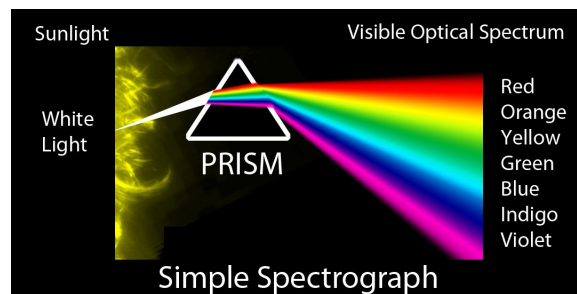 Sunlight
Visible Optical Spectrum
White
Light
PRISM
Red
Orange
Yellow
Green
Blue
Indigo
Violet
Simple Spectrograph